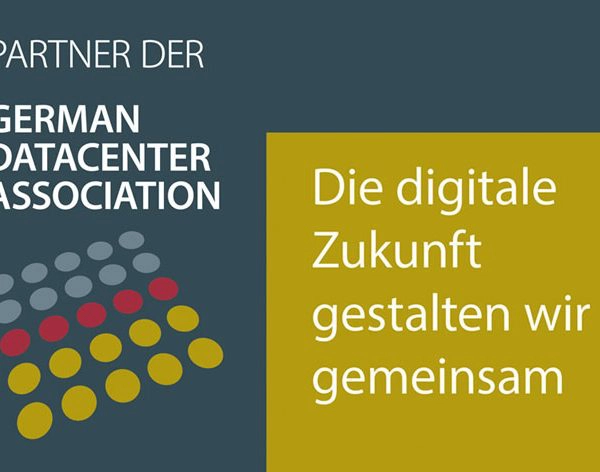 PARTNER DER
GERMAN
DATACENTER
ASSOCIATION
Die digitale
Zukunft
gestalten wir
gemeinsam